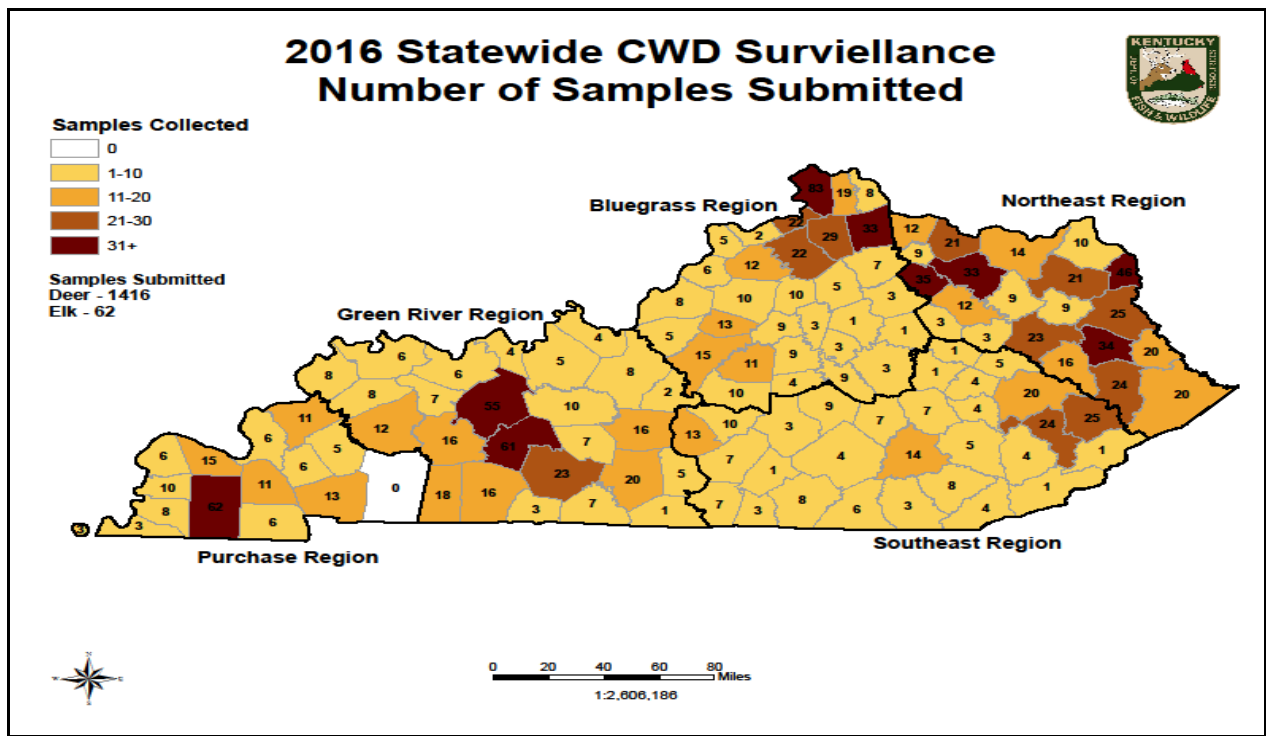 2016 Statewide CWD Surviellance
Number of Samples Submitted
KENTUCKY
FISH & WILDLIFE
Samples Collected
0
1-10
11-20
21-30
31+
Samples Submitted
Deer - 1416
Elk - 62
Bluegrass Region
Northeast Region
Green River Region
Purchase Region
Southeast Region
83 19 8
22 29 33 12 21 14 10
5 2 22 9
6 12 7 35 33 21 46
8 10 10 5 3 12 9 9 25
5 13 9 3 1 1 3 3 23 34 20
15 11 9 3 3 1 5 16
10 4 9 4 20 24 20
4 4 5 8
6 6 2
8 8 7 55 10
11 12 16 61 7 16
6 5
6 15 6 23 20 5
10 62 11 13 0 18 16 3 7 1
3 3 8 6
13 10 3 9 7 7 4 24 25
7 1 4 14 5 4 1
7 3 8 6 3 8 4 1
N
W E
S
0 20 40 60 80
Miles
1:2,606,186